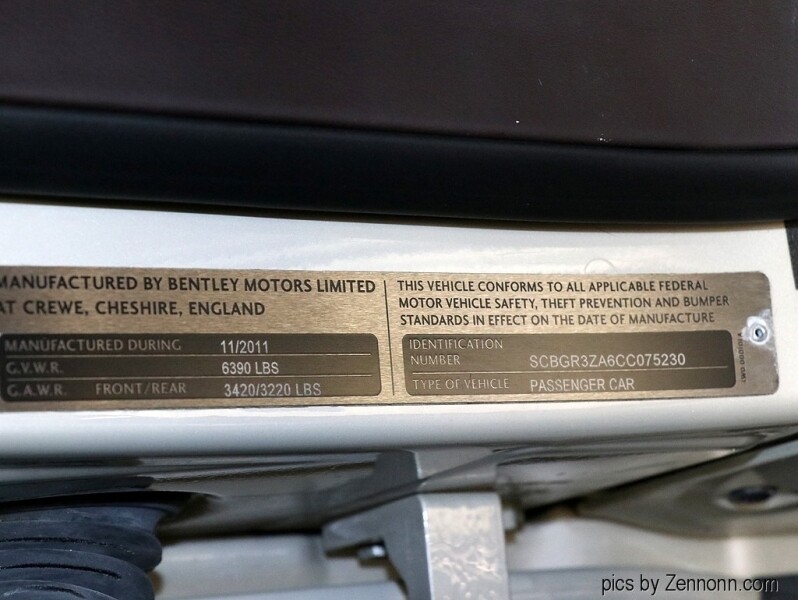 MANUFACTURED BY BENTLEY MOTORS LIMITED
AT CREWE, CHESHIRE, ENGLAND
MANUFACTURED DURING 11/2011
G.V.W.R. 6390 LBS
G.A.W.R. FRONT/REAR 3420/3220 LBS
THIS VEHICLE CONFORMS TO ALL APPLICABLE FEDERAL
MOTOR VEHICLE SAFETY, THEFT PREVENTION AND BUMPER
STANDARDS IN EFFECT ON THE DATE OF MANUFACTURE
IDENTIFICATION
NUMBER SCBGR3ZA6CC075230
TYPE OF VEHICLE PASSENGER CAR
pics by Zennonn.com